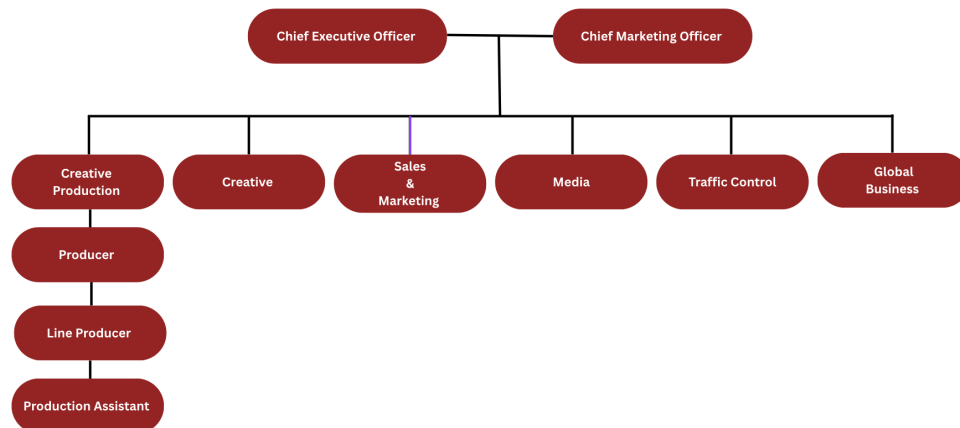 Chief Executive Officer
Chief Marketing Officer
Creative
Production
Creative
Sales
&
Marketing
Media
Traffic Control
Global
Business
Producer
Line Producer
Production Assistant